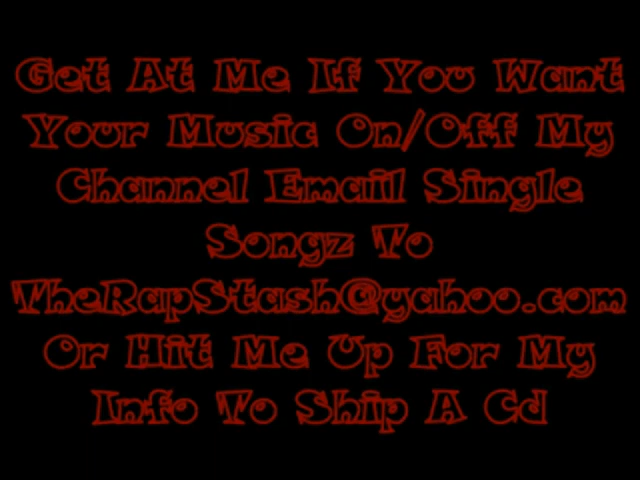 Get At Me If You Want
Your Music On/Off My
Channel Email Single
Songz To
TheRapStash@yahoo.com
Or Hit Me Up For My
Info To Ship A Cd